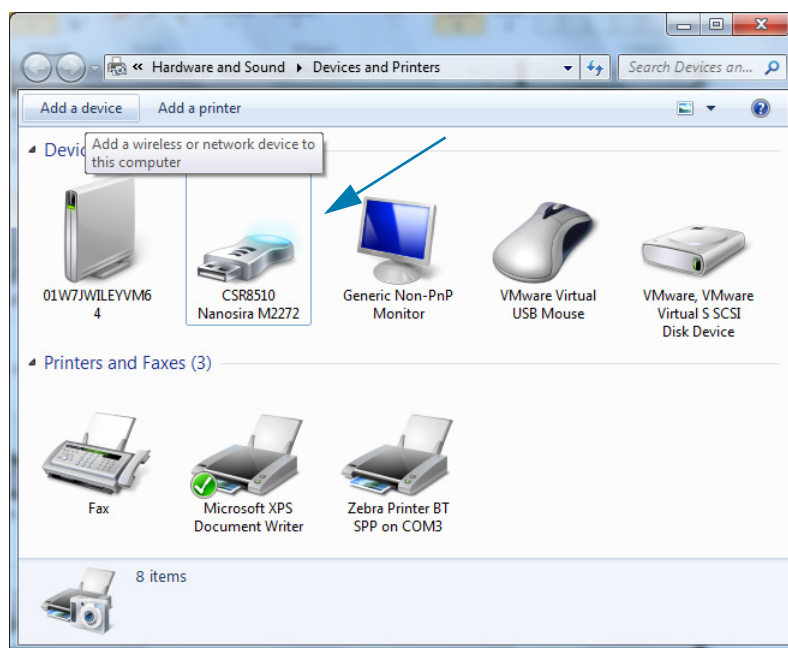 « Hardware and Sound Devices and Printers
Search Devices an...
Add a device Add a printer
Add a wireless or network device to
this computer
Devic
01W7JWILEYVM6
4
CSR8510
Nanosira M2272
Generic Non-PnP
Monitor
VMware Virtual
USB Mouse
VMware, VMware
Virtual S SCSI
Disk Device
Printers and Faxes (3)
Fax
Microsoft XPS
Document Writer
Zebra Printer BT
SPP on COM3
8 items